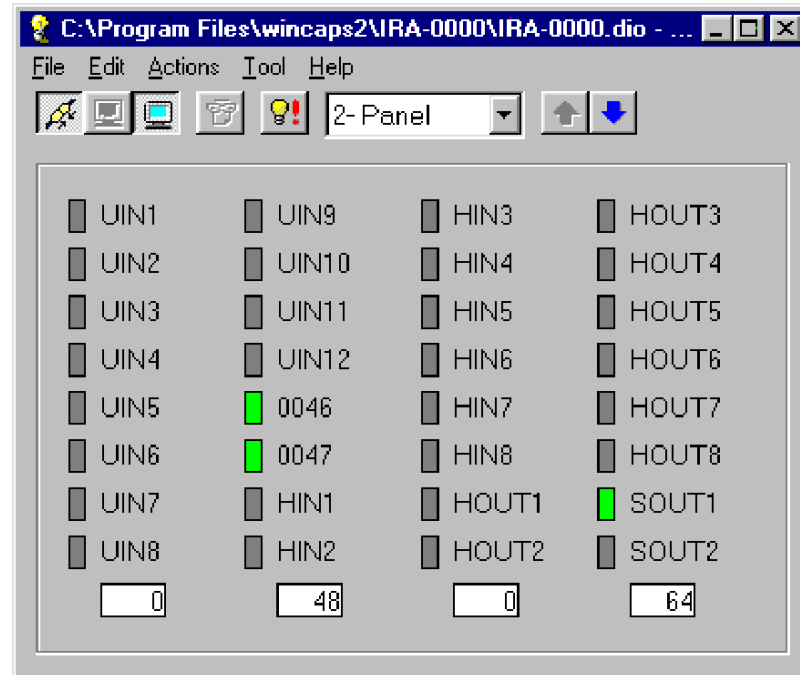 C:\Program Files\wincaps2\IRA-0000\IRA-0000.dio - ...
File Edit Actions Tool Help
2- Panel
UIN1 UIN9 HIN3 HOUT3
UIN2 UIN10 HIN4 HOUT4
UIN3 UIN11 HIN5 HOUT5
UIN4 UIN12 HIN6 HOUT6
UIN5 0046 HIN7 HOUT7
UIN6 0047 HIN8 HOUT8
UIN7 HIN1 HOUT1 SOUT1
UIN8 HIN2 HOUT2 SOUT2
0 48 0 64